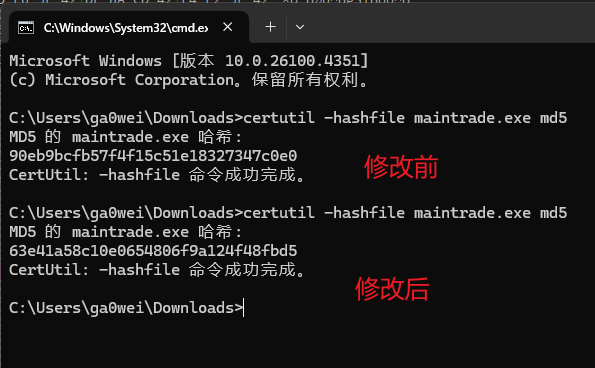 C:\Windows\System32\cmd.ex
Microsoft Windows [版本 10.0.26100.4351]
(c) Microsoft Corporation。保留所有权利。
C:\Users\ga0wei\Downloads>certutil -hashfile maintrade.exe md5
MD5 的 maintrade.exe 哈希:
90eb9bcfb57f4f15c51e18327347c0e0
CertUtil: -hashfile 命令成功完成。
修改前
C:\Users\ga0wei\Downloads>certutil -hashfile maintrade.exe md5
MD5 的 maintrade.exe 哈希:
63e41a58c10e0654806f9a124f48fbd5
CertUtil: -hashfile 命令成功完成。
修改后
C:\Users\ga0wei\Downloads>